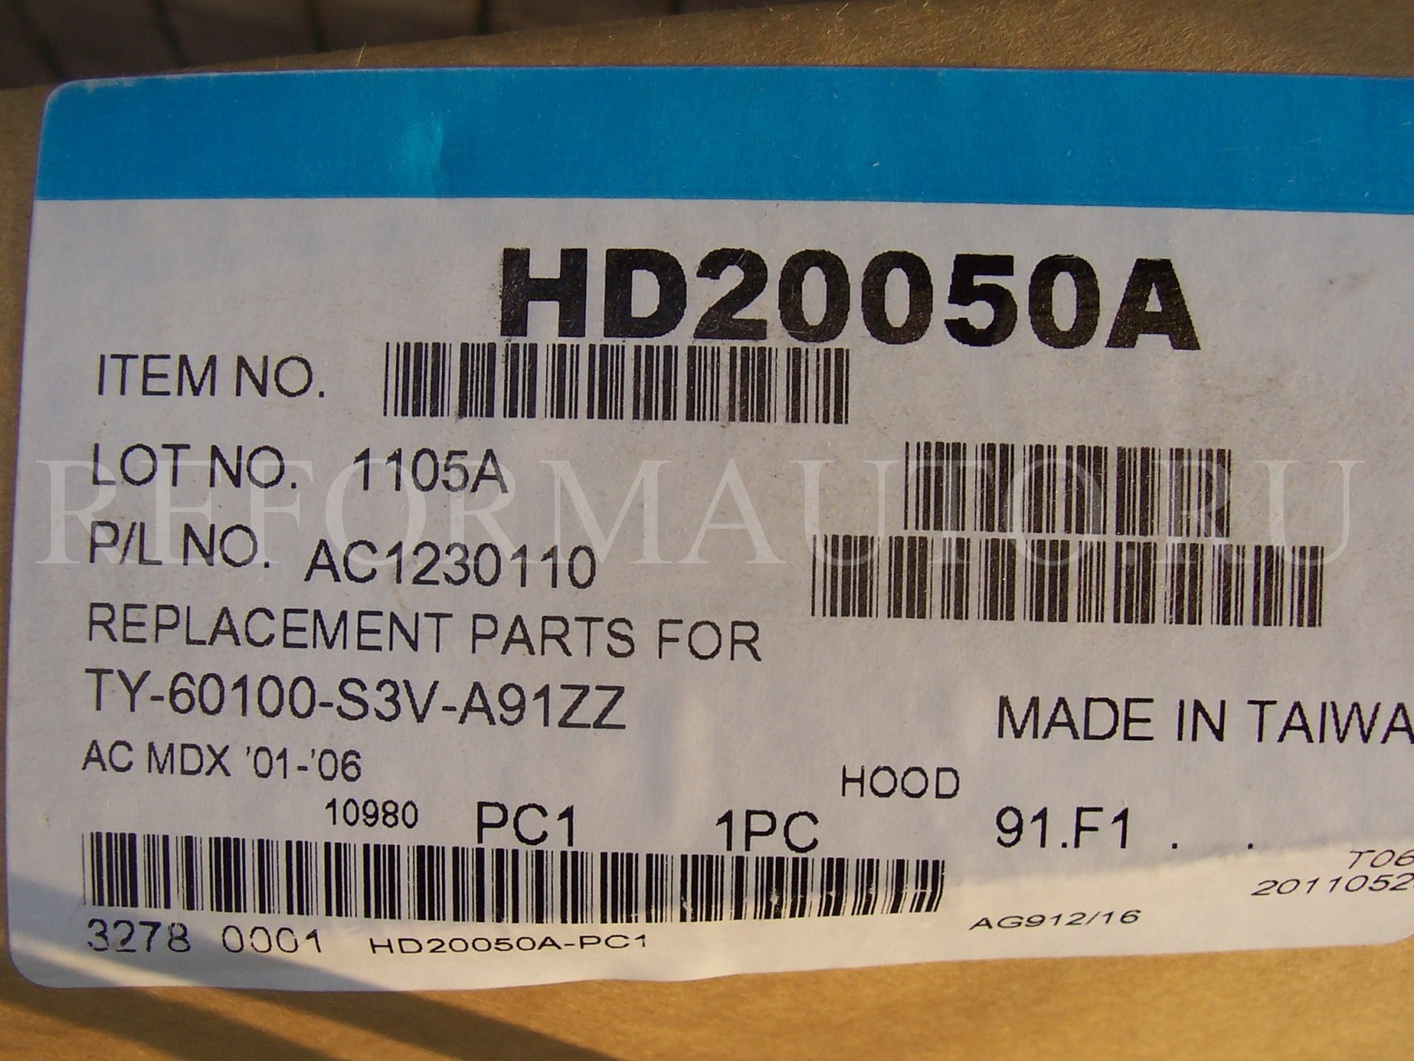 HD20050A
ITEM NO.
LOT NO. 1105A
REFORMAUTO.RU
P/L NO. AC1230110
REPLACEMENT PARTS FOR
TY-60100-S3V-A91ZZ
MADE IN TAIWA
AC MDX '01-'06
HOOD
10980 PC1 1PC 91.F1 . .
T06
2011052
3278 0001 HD20050A-PC1 AG912/16